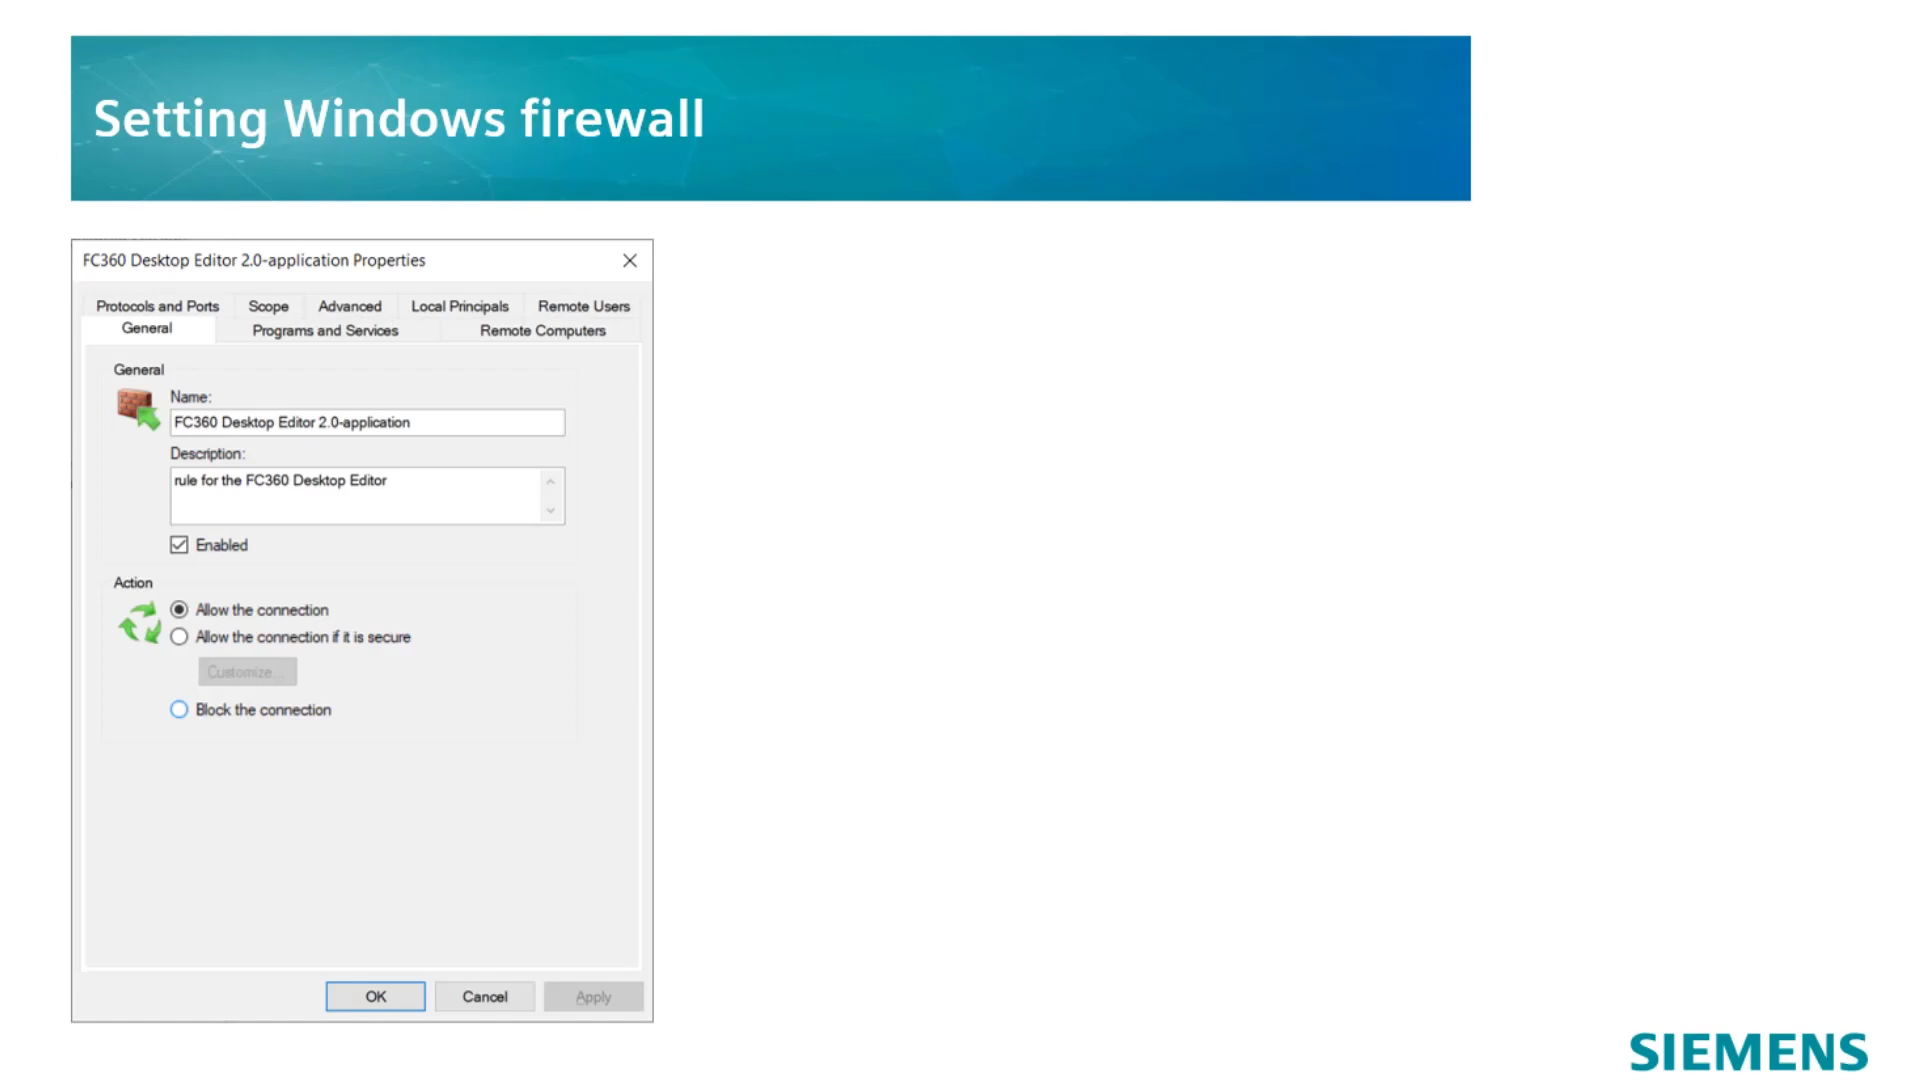 Setting Windows firewall
FC360 Desktop Editor 2.0-application Properties
Protocols and Ports Scope Advanced Local Principals Remote Users
General Programs and Services Remote Computers
General
Name:
FC360 Desktop Editor 2.0-application
Description:
rule for the FC360 Desktop Editor
Enabled
Action
Allow the connection
Allow the connection if it is secure
Customize...
Block the connection
OK Cancel Apply
SIEMENS